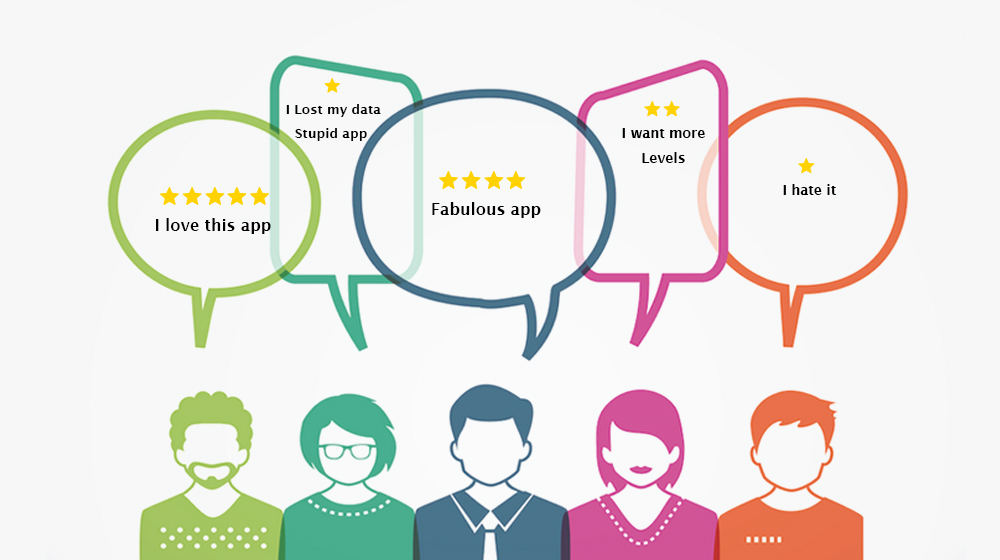 I love this app
I Lost my data
Stupid app
Fabulous app
I want more
Levels
I hate it